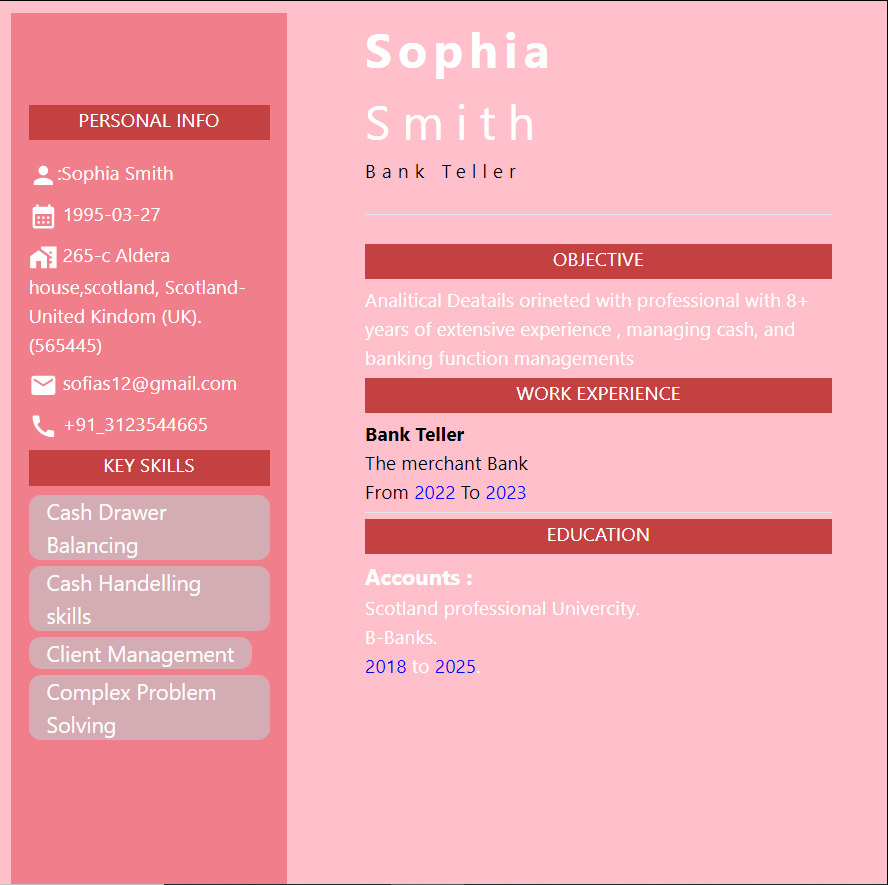 PERSONAL INFO
:Sophia Smith
1995-03-27
265-c Aldera
house,scotland, Scotland-
United Kindom (UK).
(565445)
sofias12@gmail.com
+91_3123544665
KEY SKILLS
Cash Drawer
Balancing
Cash Handelling
skills
Client Management
Complex Problem
Solving
Sophia
Smith
Bank Teller
OBJECTIVE
Analitical Deatails orineted with professional with 8+
years of extensive experience , managing cash, and
banking function managements
WORK EXPERIENCE
Bank Teller
The merchant Bank
From 2022 To 2023
EDUCATION
Accounts :
Scotland professional Univercity.
B-Banks.
2018 to 2025.